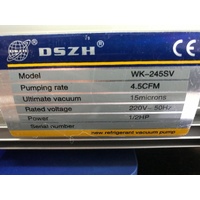 DSZH CE
Model WK-245SV
Pumping rate 4.5CFM
Ultimate vacuum 15microns
Rated voltage 220V~ 50Hz
Power 1/2HP
Serial number
new refrigerant vacuum pump